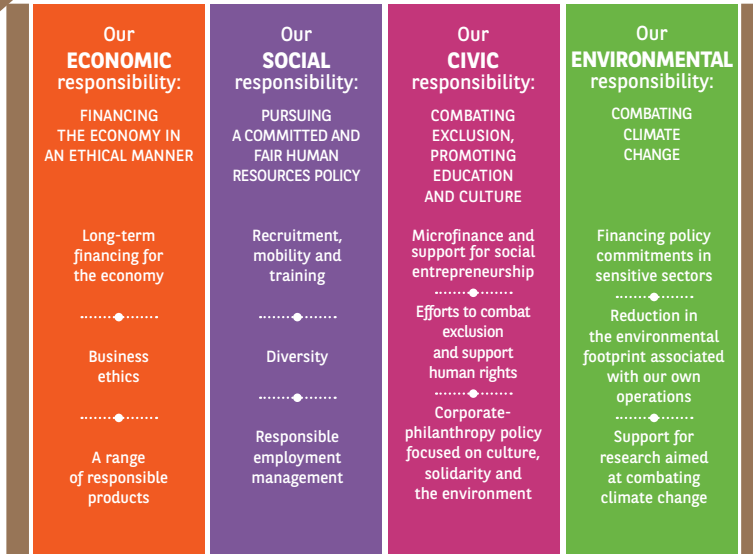 Our
ECONOMIC
responsibility:
FINANCING
THE ECONOMY IN
AN ETHICAL MANNER
Long-term
financing for
the economy
Business
ethics
A range
of responsible
products
Our
SOCIAL
responsibility:
PURSUING
A COMMITTED AND
FAIR HUMAN
RESOURCES POLICY
Recruitment,
mobility and
training
Diversity
Responsible
employment
management
Our
CIVIC
responsibility:
COMBATING
EXCLUSION,
PROMOTING
EDUCATION
AND CULTURE
Microfinance and
support for social
entrepreneurship
Efforts to combat
exclusion
and support
human rights
Corporate-
philanthropy policy
focused on culture,
solidarity and
the environment
Our
ENVIRONMENTAL
responsibility:
COMBATING
CLIMATE
CHANGE
Financing policy
commitments in
sensitive sectors
Reduction in
the environmental
footprint associated
with our own
operations
Support for
research aimed
at combating
climate change